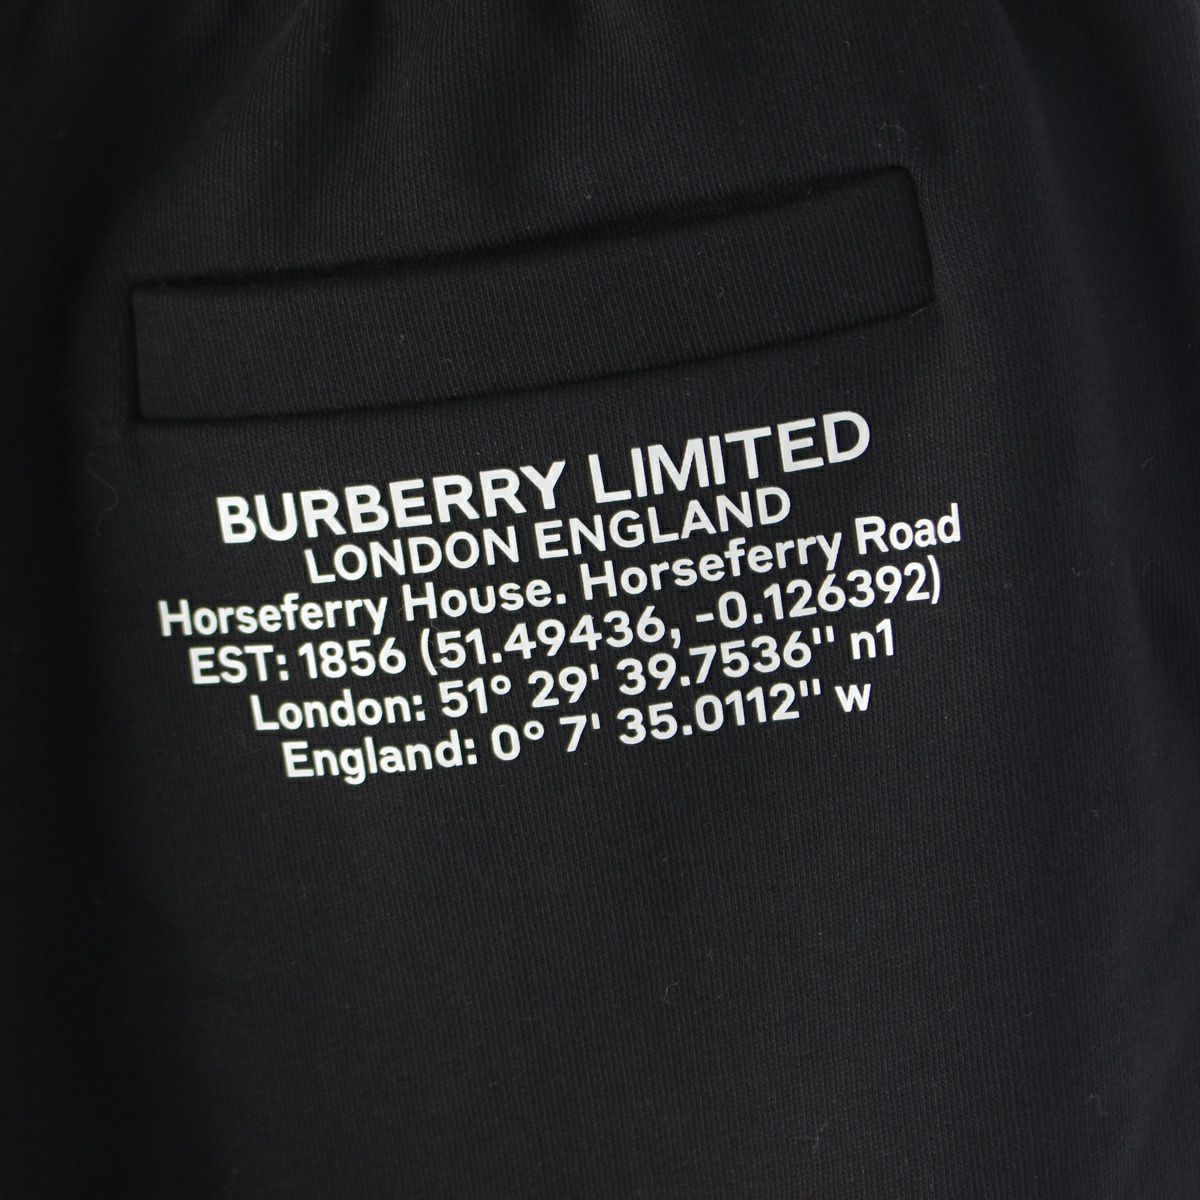 BURBERRY LIMITED
LONDON ENGLAND
Horseferry House. Horseferry Road
EST: 1856 (51.49436, -0.126392)
London: 51° 29' 39.7536" n1
England: 0° 7' 35.0112" w